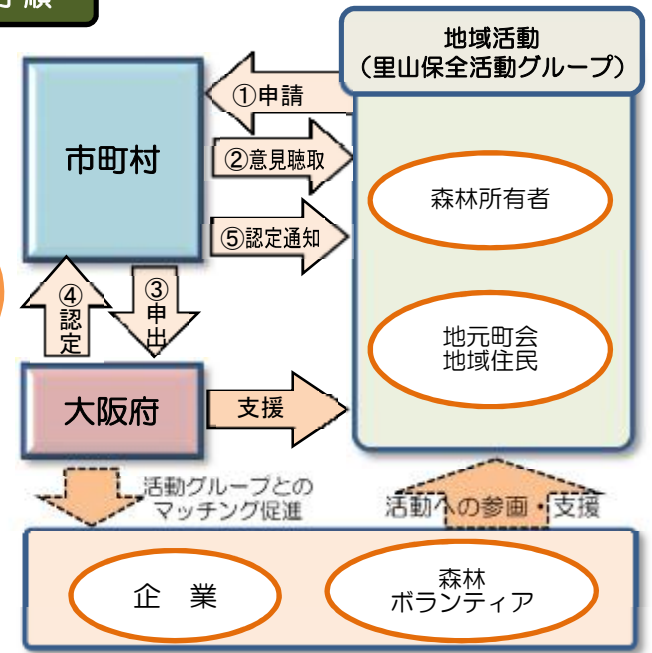 順
地域活動
（里山保全活動グループ）
①申請
市町村
②意見聴取
森林所有者
⑤認定通知
④認定
③申出
地元町会
地域住民
大阪府
支援
活動グループとの
マッチング促進
活動への参画・支援
企　業
森林
ボランティア